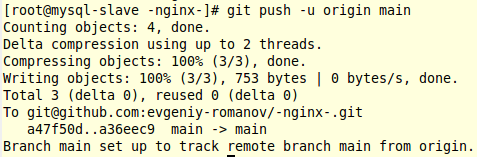 [root@mysql-slave -nginx-]# git push -u origin main
Counting objects: 4, done.
Delta compression using up to 2 threads.
Compressing objects: 100% (3/3), done.
Writing objects: 100% (3/3), 753 bytes | 0 bytes/s, done.
Total 3 (delta 0), reused 0 (delta 0)
To git@github.com:evgeniy-romanov/-nginx-.git
   a47f50d..a36eec9  main -> main
Branch main set up to track remote branch main from origin.